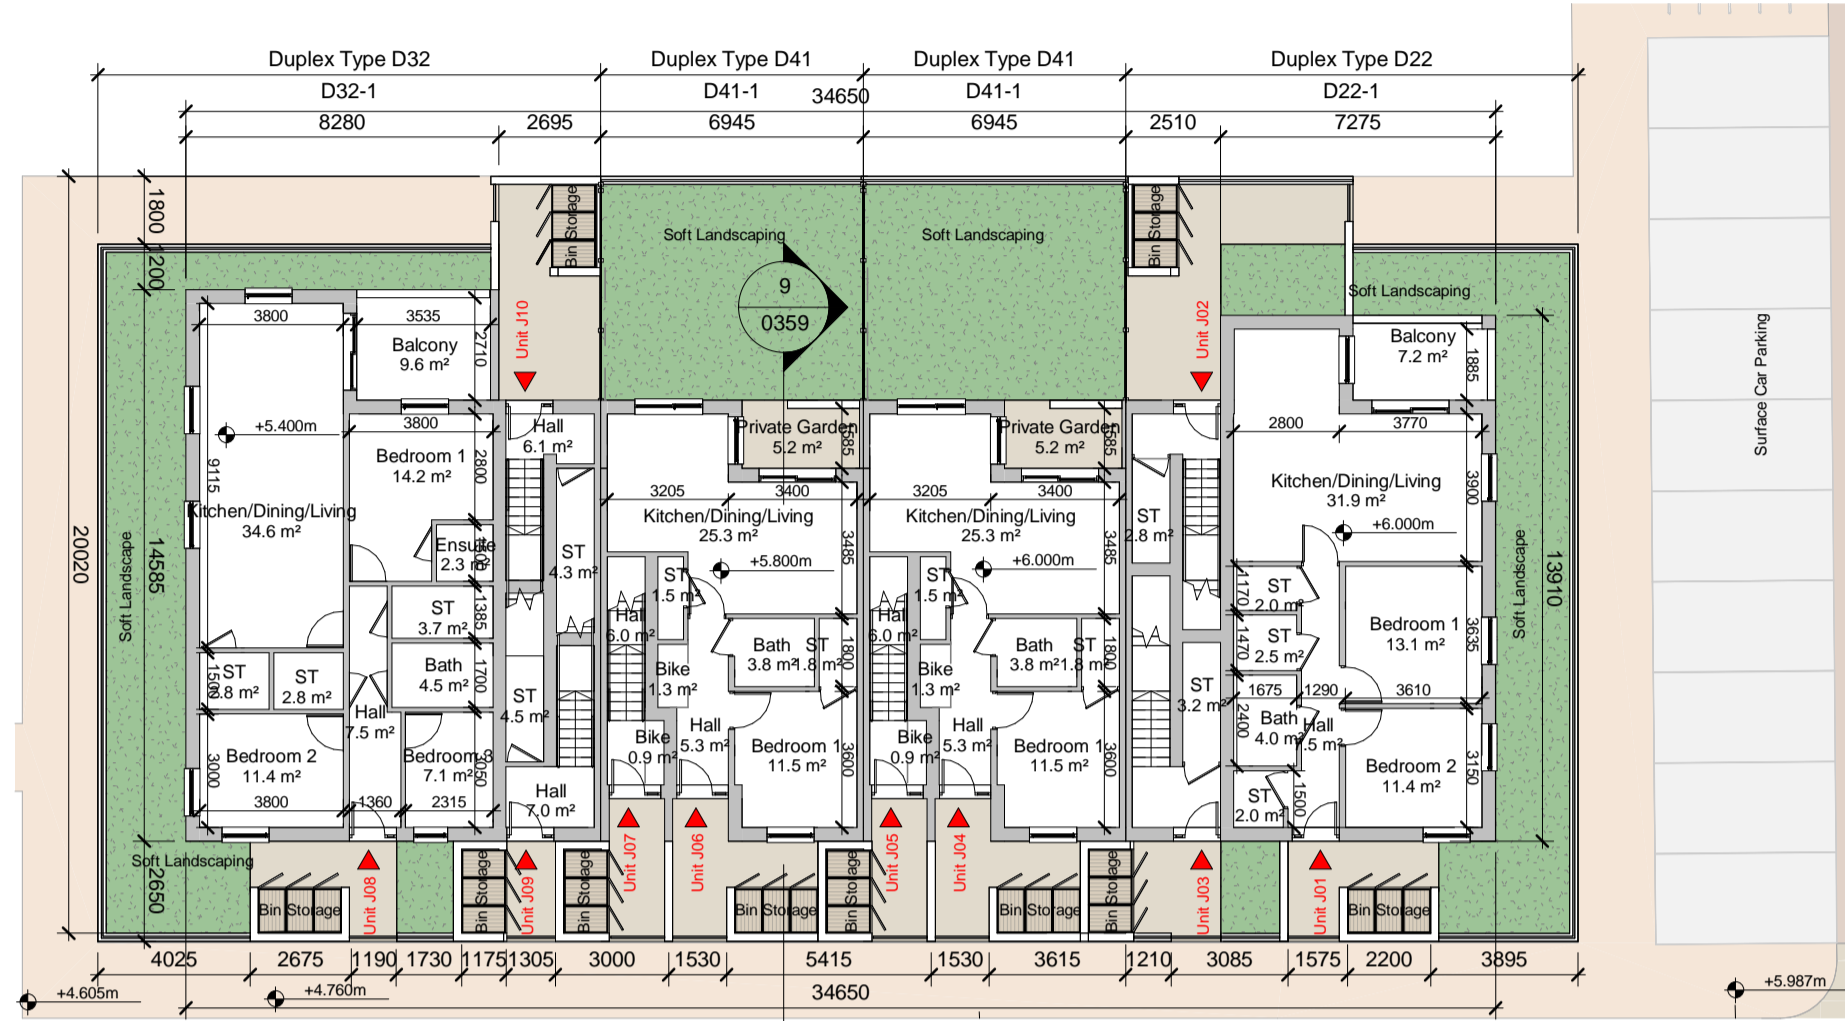 Duplex Type D32
Duplex Type D41
Duplex Type D41
Duplex Type D22
D32-1
D41-1
34650
D41-1
D22-1
8280
2695
6945
6945
2510
7275
20020
1800
1200
14585
2650
Soft Landscape
Soft Landscaping
3800
3535
2710
Balcony
9.6 m²
+5.400m
3800
9115
Kitchen/Dining/Living
34.6 m²
Bedroom 1
14.2 m²
2800
Ensuite
2.3 m²
ST
3.7 m²
1385
Bath
4.5 m²
1700
ST
2.8 m²
1500
ST
2.8 m²
Hall
7.5 m²
Bedroom 2
11.4 m²
3000
3800
1360
Bedroom 3
7.1 m²
3050
2315
Unit J10
Bin Storage
Hall
6.1 m²
ST
4.3 m²
ST
4.5 m²
Hall
7.0 m²
Soft Landscaping
9
0359
Private Garden
5.2 m²
1585
3205
3400
Kitchen/Dining/Living
25.3 m²
+5.800m
3485
ST
1.5 m²
Hall
6.0 m²
Bath
3.8 m²
ST
1.8 m²
1800
Bike
1.3 m²
Bike
0.9 m²
Hall
5.3 m²
Bedroom 1
11.5 m²
3600
Soft Landscaping
Private Garden
5.2 m²
1585
3205
3400
Kitchen/Dining/Living
25.3 m²
+6.000m
3485
ST
1.5 m²
Hall
6.0 m²
Bath
3.8 m²
ST
1.8 m²
1800
Bike
1.3 m²
Bike
0.9 m²
Hall
5.3 m²
Bedroom 1
11.5 m²
3600
Bin Storage
Unit J02
Soft Landscaping
Balcony
7.2 m²
1885
2800
3770
Kitchen/Dining/Living
31.9 m²
3900
+6.000m
ST
2.8 m²
ST
3.2 m²
1170
ST
2.0 m²
1470
ST
2.5 m²
Bedroom 1
13.1 m²
3635
1675
1290
3610
2400
Bath
4.0 m²
Hall
Bedroom 2
11.4 m²
3150
ST
2.0 m²
1500
Soft Landscape
13910
Surface Car Parking
Bin Storage
Unit J08
Bin Storage
Unit J09
Bin Storage
Unit J07
Unit J06
Bin Storage
Bin Storage
Unit J05
Unit J04
Bin Storage
Bin Storage
Unit J03
Unit J01
Bin Storage
4025
2675
1190
1730
1175
1305
3000
1530
5415
1530
3615
1210
3085
1575
2200
3895
+4.605m
+4.760m
34650
+5.987m